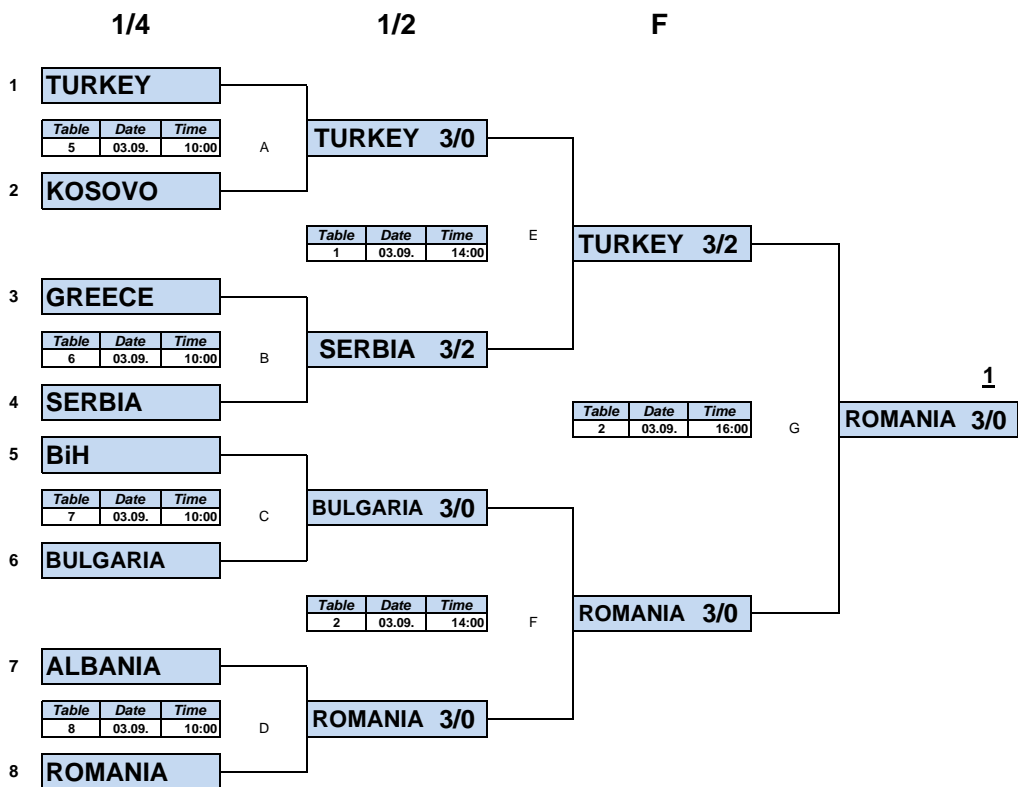 1/4 1/2 F
1 TURKEY
Table Date Time
5 03.09. 10:00 A
TURKEY 3/0
2 KOSOVO
Table Date Time
1 03.09. 14:00 E
TURKEY 3/2
3 GREECE
Table Date Time
6 03.09. 10:00 B
SERBIA 3/2
4 SERBIA
1
Table Date Time
2 03.09. 16:00 G
ROMANIA 3/0
5 BiH
Table Date Time
7 03.09. 10:00 C
BULGARIA 3/0
6 BULGARIA
Table Date Time
2 03.09. 14:00 F
ROMANIA 3/0
7 ALBANIA
Table Date Time
8 03.09. 10:00 D
ROMANIA 3/0
8 ROMANIA